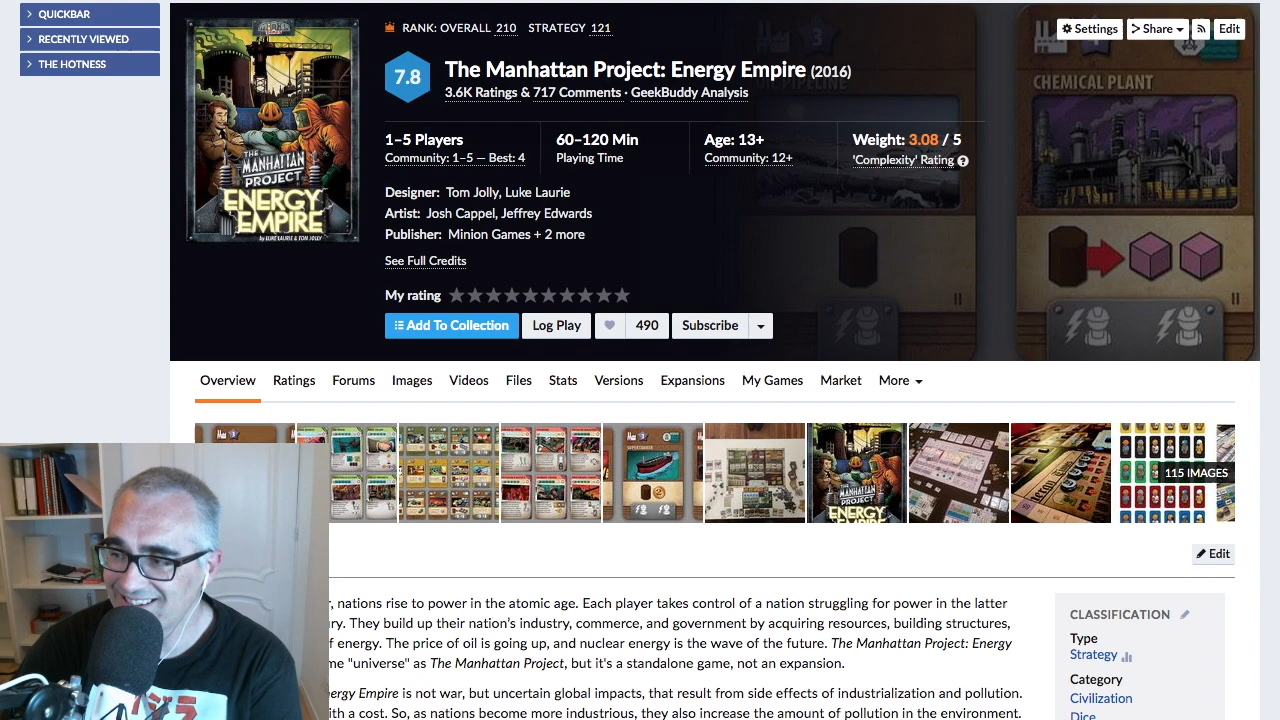 QUICKBAR
RECENTLY VIEWED
THE HOTNESS
RANK: OVERALL 210 STRATEGY 121
Settings
Share
Edit
7.8
The Manhattan Project: Energy Empire (2016)
3.6K Ratings & 717 Comments · GeekBuddy Analysis
1–5 Players
Community: 1–5 — Best: 4
60–120 Min
Playing Time
Age: 13+
Community: 12+
Weight: 3.08 / 5
'Complexity' Rating
Designer: Tom Jolly, Luke Laurie
Artist: Josh Cappel, Jeffrey Edwards
Publisher: Minion Games + 2 more
See Full Credits
My rating
Add To Collection
Log Play
490
Subscribe
THE
MANHATTAN
PROJECT
ENERGY
EMPIRE
by LUKE LAURIE & TOM JOLLY
CHEMICAL PLANT
Overview
Ratings
Forums
Images
Videos
Files
Stats
Versions
Expansions
My Games
Market
More
THE
MANHATTAN
PROJECT
ENERGY
115 IMAGES
Edit
, nations rise to power in the atomic age. Each player takes control of a nation struggling for power in the latter
ry. They build up their nation's industry, commerce, and government by acquiring resources, building structures,
f energy. The price of oil is going up, and nuclear energy is the wave of the future. The Manhattan Project: Energy
me "universe" as The Manhattan Project, but it's a standalone game, not an expansion.
ergy Empire is not war, but uncertain global impacts, that result from side effects of industrialization and pollution.
ith a cost. So, as nations become more industrious, they also increase the amount of pollution in the environment.
CLASSIFICATION
Type
Strategy
Category
Civilization
Dice